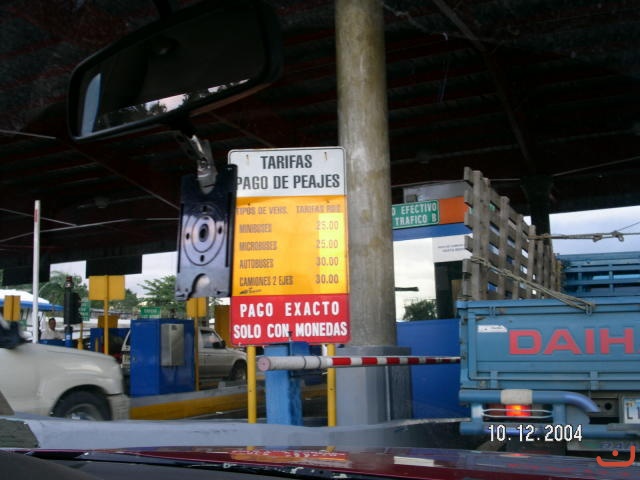 TARIFAS
PAGO DE PEAJES
TIPOS DE VEHS. TARIFAS RD$
MINIBUSES 25.00
MICROBUSES 25.00
AUTOBUSES 30.00
CAMIONES 2 EJES 30.00
PAGO EXACTO
SOLO CON MONEDAS
O EFECTIVO
TRAFICO B
DAIH
10.12.2004